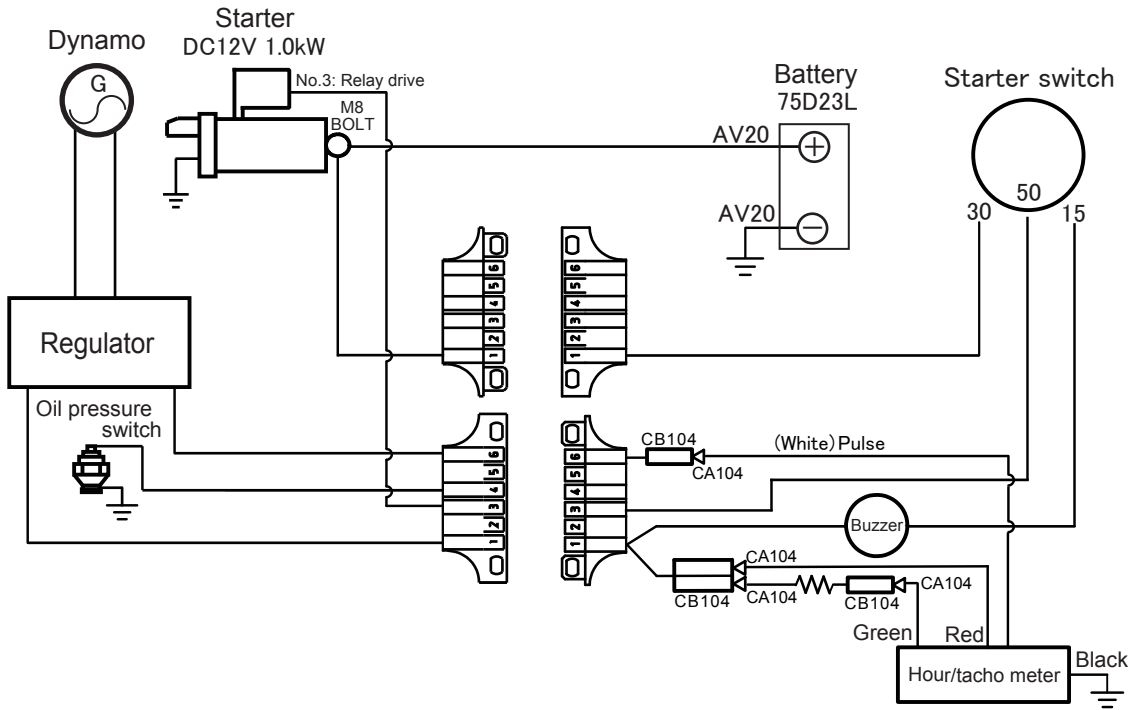 Starter
DC12V 1.0kW
Dynamo
G
No.3: Relay drive
M8
BOLT
Battery
75D23L
AV20
AV20
Starter switch
50
30
15
6
5
4
3
2
1
6
5
4
3
2
1
Regulator
Oil pressure
switch
6
5
4
3
2
1
6
5
4
3
2
1
CB104
(White) Pulse
CA104
Buzzer
CA104
CB104
CA104
CB104
CA104
Green
Red
Hour/tacho meter
Black